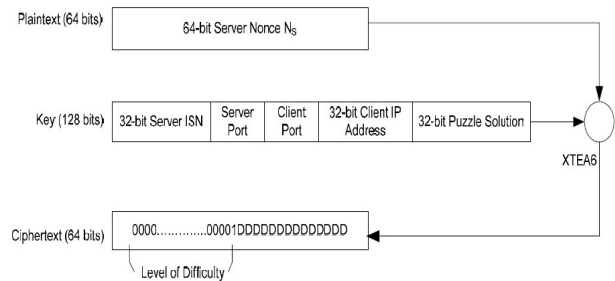 Plaintext (64 bits)
64-bit Server Nonce NS
Key (128 bits)
32-bit Server ISN
Server
Port
Client
Port
32-bit Client IP
Address
32-bit Puzzle Solution
XTEA6
Ciphertext (64 bits)
0000..............00001DDDDDDDDDDDDDD
Level of Difficulty